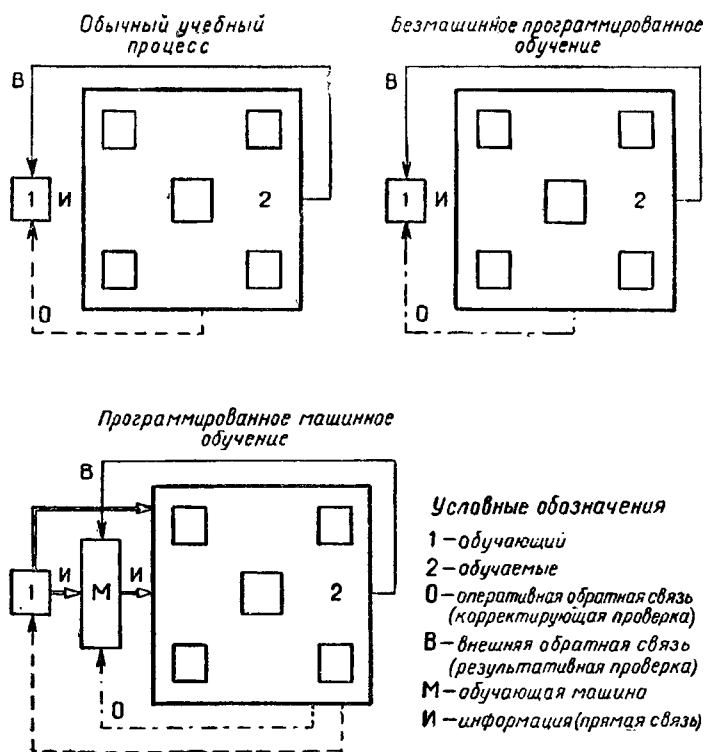 Обычный учебный
процесс
В
1
И
2
О
Безмашинное программированное
обучение
В
1
И
2
О
Программированное машинное
обучение
В
1
И
М
И
2
О
Условные обозначения
1 – обучающий
2 – обучаемые
О – оперативная обратная связь
(корректирующая проверка)
В – внешняя обратная связь
(результативная проверка)
М – обучающая машина
И – информация (прямая связь)